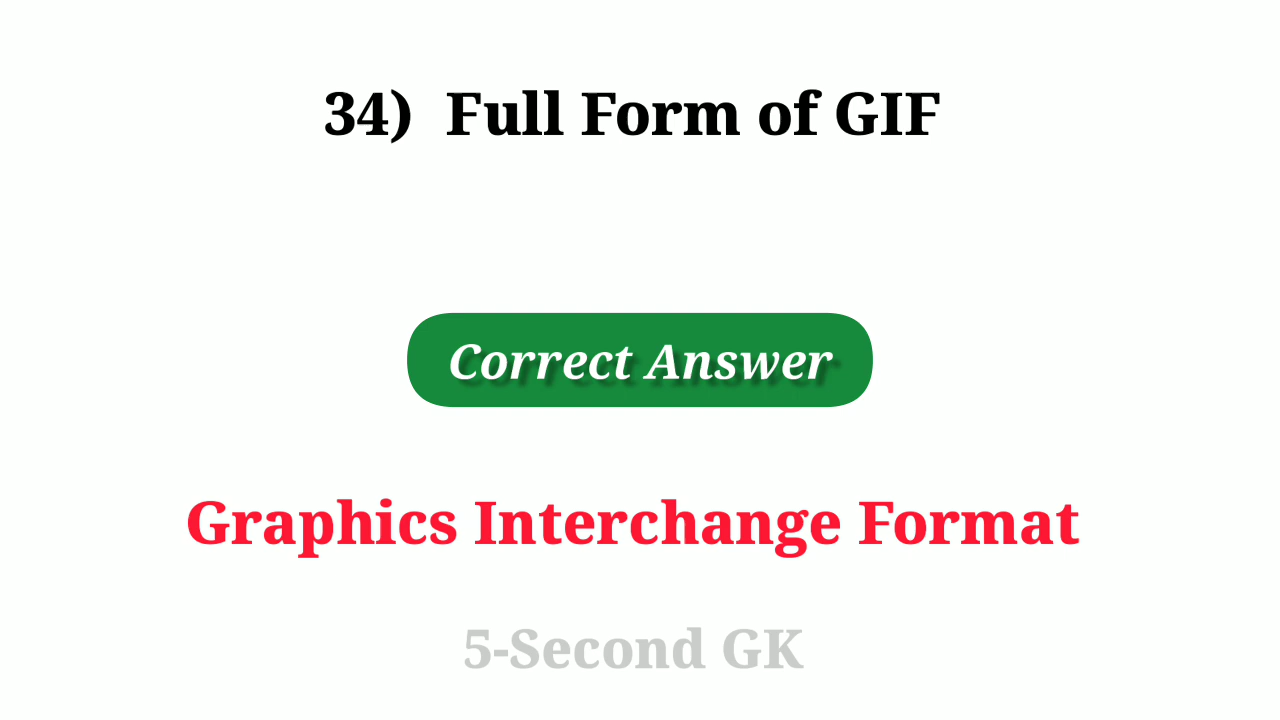 34) Full Form of GIF
Correct Answer
Graphics Interchange Format
5-Second GK